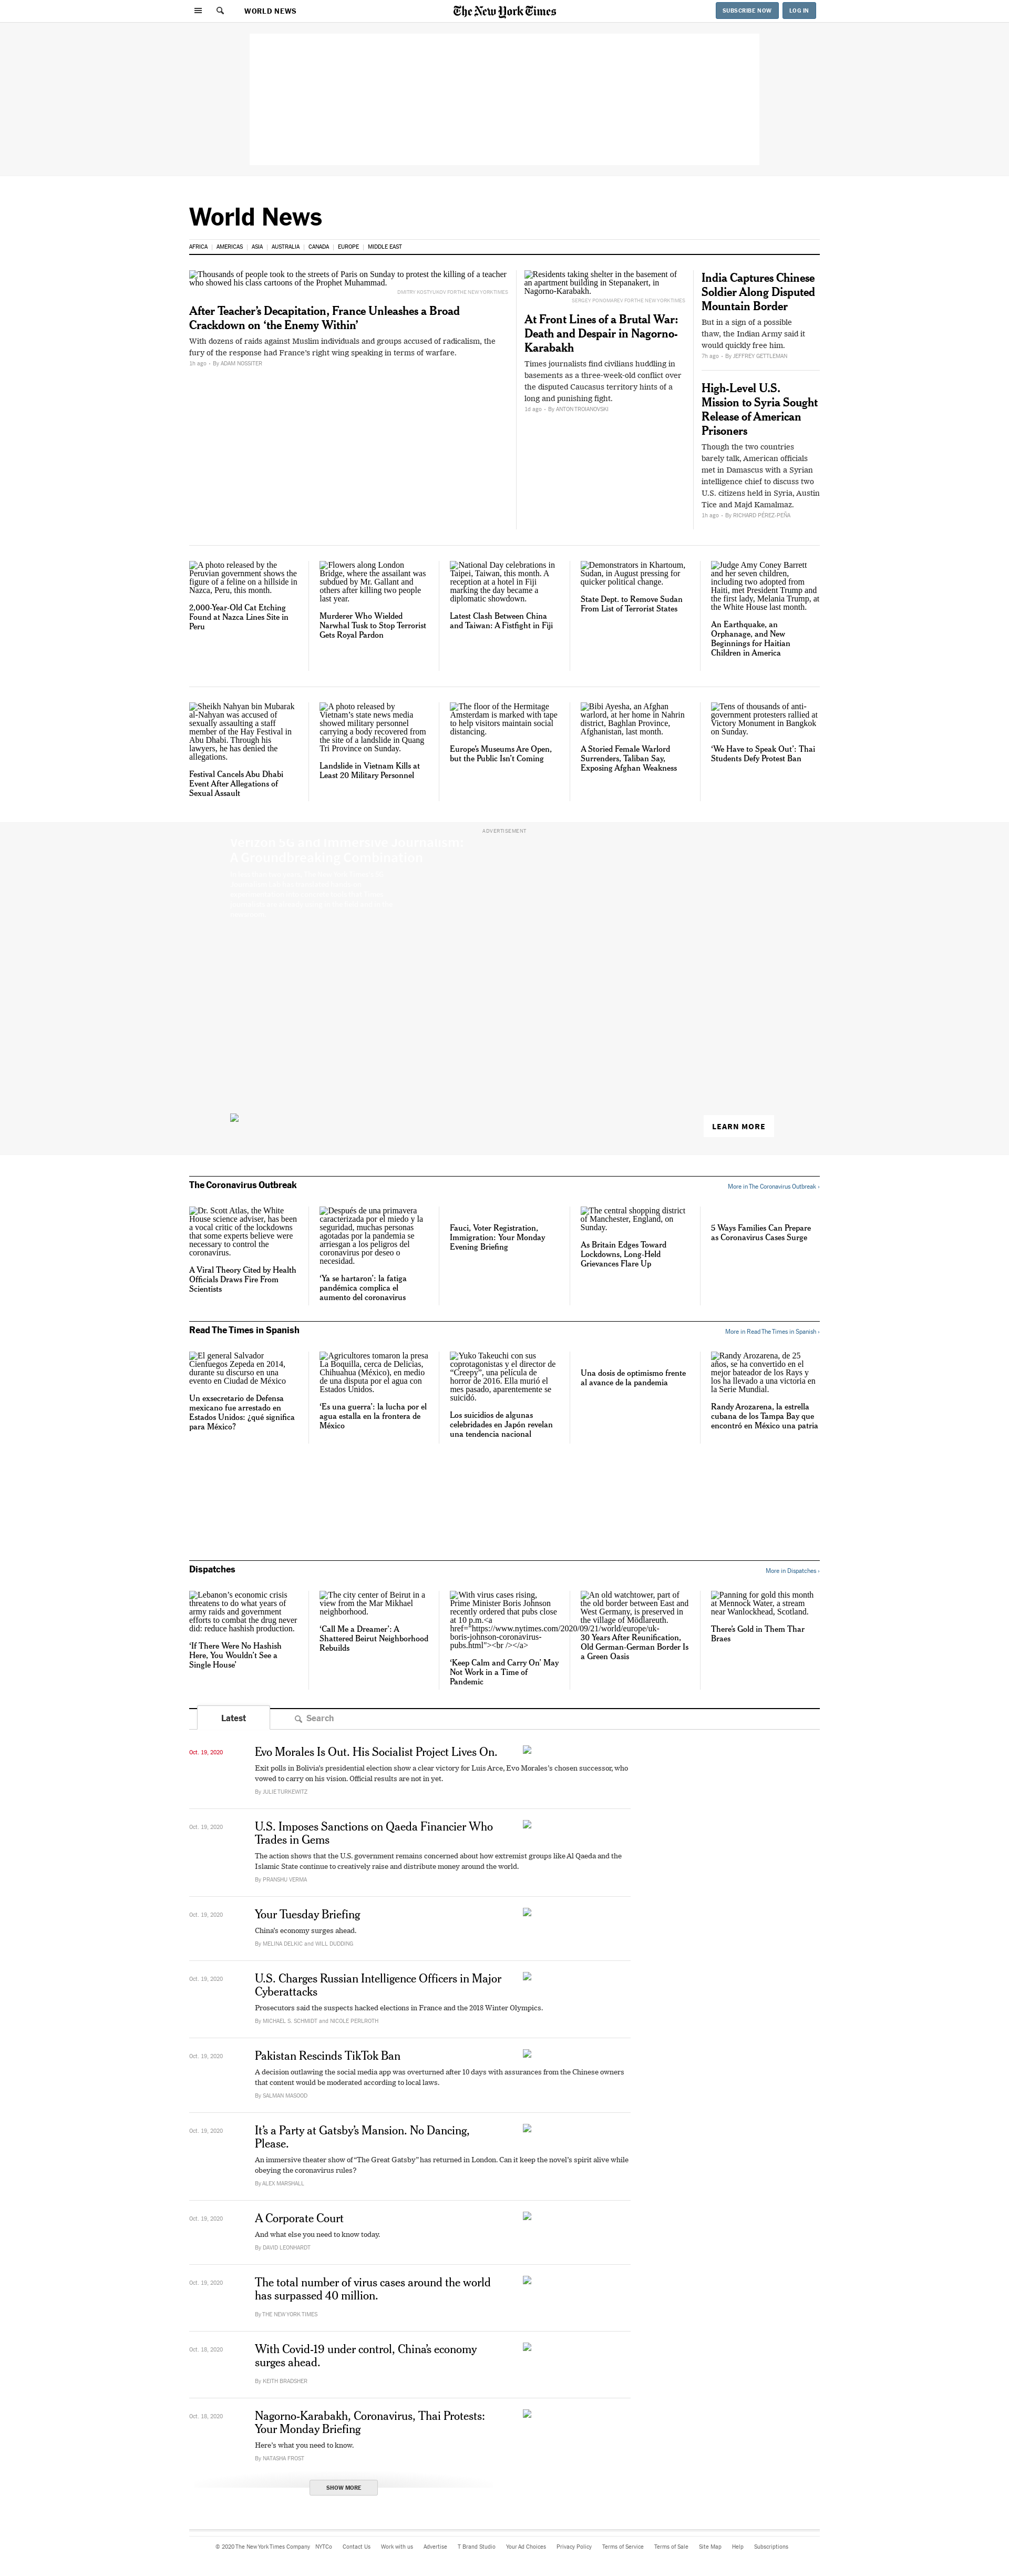 WORLD NEWS
The New York Times
SUBSCRIBE NOW
LOG IN
World News
AFRICA
AMERICAS
ASIA
AUSTRALIA
CANADA
EUROPE
MIDDLE EAST
Thousands of people took to the streets of Paris on Sunday to protest the killing of a teacher
who showed his class cartoons of the Prophet Muhammad.
DMITRY KOSTYUKOV FOR THE NEW YORK TIMES
After Teacher’s Decapitation, France Unleashes a Broad
Crackdown on ‘the Enemy Within’
With dozens of raids against Muslim individuals and groups accused of radicalism, the
fury of the response had France’s right wing speaking in terms of warfare.
1h ago – By ADAM NOSSITER
Residents taking shelter in the basement of
an apartment building in Stepanakert, in
Nagorno-Karabakh.
SERGEY PONOMAREV FOR THE NEW YORK TIMES
At Front Lines of a Brutal War:
Death and Despair in Nagorno-
Karabakh
Times journalists find civilians huddling in
basements as a three-week-old conflict over
the disputed Caucasus territory hints of a
long and punishing fight.
1d ago – By ANTON TROIANOVSKI
India Captures Chinese
Soldier Along Disputed
Mountain Border
But in a sign of a possible
thaw, the Indian Army said it
would quickly free him.
7h ago – By JEFFREY GETTLEMAN
High-Level U.S.
Mission to Syria Sought
Release of American
Prisoners
Though the two countries
barely talk, American officials
met in Damascus with a Syrian
intelligence chief to discuss two
U.S. citizens held in Syria, Austin
Tice and Majd Kamalmaz.
1h ago – By RICHARD PÉREZ-PEÑA
A photo released by the
Peruvian government shows the
figure of a feline on a hillside in
Nazca, Peru, this month.
2,000-Year-Old Cat Etching
Found at Nazca Lines Site in
Peru
Flowers along London
Bridge, where the assailant was
subdued by Mr. Gallant and
others after killing two people
last year.
Murderer Who Wielded
Narwhal Tusk to Stop Terrorist
Gets Royal Pardon
National Day celebrations in
Taipei, Taiwan, this month. A
reception at a hotel in Fiji
marking the day became a
diplomatic showdown.
Latest Clash Between China
and Taiwan: A Fistfight in Fiji
Demonstrators in Khartoum,
Sudan, in August pressing for
quicker political change.
State Dept. to Remove Sudan
From List of Terrorist States
Judge Amy Coney Barrett
and her seven children,
including two adopted from
Haiti, met President Trump and
the first lady, Melania Trump, at
the White House last month.
An Earthquake, an
Orphanage, and New
Beginnings for Haitian
Children in America
Sheikh Nahyan bin Mubarak
al-Nahyan was accused of
sexually assaulting a staff
member of the Hay Festival in
Abu Dhabi. Through his
lawyers, he has denied the
allegations.
Festival Cancels Abu Dhabi
Event After Allegations of
Sexual Assault
A photo released by
Vietnam’s state news media
showed military personnel
carrying a body recovered from
the site of a landslide in Quang
Tri Province on Sunday.
Landslide in Vietnam Kills at
Least 20 Military Personnel
The floor of the Hermitage
Amsterdam is marked with tape
to help visitors maintain social
distancing.
Europe’s Museums Are Open,
but the Public Isn’t Coming
Bibi Ayesha, an Afghan
warlord, at her home in Nahrin
district, Baghlan Province,
Afghanistan, last month.
A Storied Female Warlord
Surrenders, Taliban Say,
Exposing Afghan Weakness
Tens of thousands of anti-
government protesters rallied at
Victory Monument in Bangkok
on Sunday.
‘We Have to Speak Out’: Thai
Students Defy Protest Ban
ADVERTISEMENT
Verizon 5G and Immersive Journalism:
A Groundbreaking Combination
LEARN MORE
The Coronavirus Outbreak
More in The Coronavirus Outbreak ›
Dr. Scott Atlas, the White
House science adviser, has been
a vocal critic of the lockdowns
that some experts believe were
necessary to control the
coronavirus.
A Viral Theory Cited by Health
Officials Draws Fire From
Scientists
Después de una primavera
caracterizada por el miedo y la
seguridad, muchas personas
agotadas por la pandemia se
arriesgan a los peligros del
coronavirus por deseo o
necesidad.
‘Ya se hartaron’: la fatiga
pandémica complica el
aumento del coronavirus
Fauci, Voter Registration,
Immigration: Your Monday
Evening Briefing
The central shopping district
of Manchester, England, on
Sunday.
As Britain Edges Toward
Lockdowns, Long-Held
Grievances Flare Up
5 Ways Families Can Prepare
as Coronavirus Cases Surge
Read The Times in Spanish
More in Read The Times in Spanish ›
El general Salvador
Cienfuegos Zepeda en 2014,
durante su discurso en una
ceremonia en Ciudad de México
Un exsecretario de Defensa
mexicano fue arrestado en
Estados Unidos: ¿qué significa
para México?
Agricultores tomaron la presa
La Boquilla, cerca de Delicias,
Chihuahua (México), en medio
de una disputa por el agua con
Estados Unidos.
‘Es una guerra’: la lucha por el
agua estalla en la frontera de
México
Yuko Takeuchi con sus
coprotagonistas y el director de
“Creepy”, una película de
horror de 2016. Ella murió el
mes pasado, aparentemente se
suicidó.
Los suicidios de algunas
celebridades en Japón revelan
una tendencia nacional
Una dosis de optimismo frente
al avance de la pandemia
Randy Arozarena, de 25
años, se ha convertido en el
mejor bateador de los Rays y
los ha llevado a una victoria en
la Serie Mundial.
Randy Arozarena, la estrella
cubana de los Tampa Bay que
encontró en México una patria
Dispatches
More in Dispatches ›
Lebanon’s economic crisis
threatens to do what years of
army raids and government
efforts to combat the drug never
did: reduce hashish production.
‘If There Were No Hashish
Here, You Wouldn’t See a
Single House’
The city center of Beirut in a
view from the Mar Mikhael
neighborhood.
‘Call Me a Dreamer’: A
Shattered Beirut Neighborhood
Rebuilds
With virus cases rising,
Prime Minister Boris Johnson
recently ordered that pubs close
at 10 p.m.<a
href="https://www.nytimes.com/2020/09/21/world/europe/uk-
boris-johnson-coronavirus-
pubs.html"><br /></a>
‘Keep Calm and Carry On’ May
Not Work in a Time of
Pandemic
An old watchtower, part of
the old border between East and
West Germany, is preserved in
the village of Mödlareuth.
30 Years After Reunification,
Old German-German Border Is
a Green Oasis
Panning for gold this month
at Mennock Water, a stream
near Wanlockhead, Scotland.
There’s Gold in Them Thar
Braes
Latest
Search
Oct. 19, 2020
Evo Morales Is Out. His Socialist Project Lives On.
Exit polls in Bolivia’s presidential election show a clear victory for Luis Arce, Evo Morales’s chosen successor, who
vowed to carry on his vision. Official results are not in yet.
By JULIE TURKEWITZ
Oct. 19, 2020
U.S. Imposes Sanctions on Qaeda Financier Who
Trades in Gems
The action shows that the U.S. government remains concerned about how extremist groups like Al Qaeda and the
Islamic State continue to creatively raise and distribute money around the world.
By PRANSHU VERMA
Oct. 19, 2020
Your Tuesday Briefing
China’s economy surges ahead.
By MELINA DELKIC and WILL DUDDING
Oct. 19, 2020
U.S. Charges Russian Intelligence Officers in Major
Cyberattacks
Prosecutors said the suspects hacked elections in France and the 2018 Winter Olympics.
By MICHAEL S. SCHMIDT and NICOLE PERLROTH
Oct. 19, 2020
Pakistan Rescinds TikTok Ban
A decision outlawing the social media app was overturned after 10 days with assurances from the Chinese owners
that content would be moderated according to local laws.
By SALMAN MASOOD
Oct. 19, 2020
It’s a Party at Gatsby’s Mansion. No Dancing,
Please.
An immersive theater show of “The Great Gatsby” has returned in London. Can it keep the novel’s spirit alive while
obeying the coronavirus rules?
By ALEX MARSHALL
Oct. 19, 2020
A Corporate Court
And what else you need to know today.
By DAVID LEONHARDT
Oct. 19, 2020
The total number of virus cases around the world
has surpassed 40 million.
By THE NEW YORK TIMES
Oct. 18, 2020
With Covid-19 under control, China’s economy
surges ahead.
By KEITH BRADSHER
Oct. 18, 2020
Nagorno-Karabakh, Coronavirus, Thai Protests:
Your Monday Briefing
Here’s what you need to know.
By NATASHA FROST
SHOW MORE
© 2020 The New York Times Company
NYTCo
Contact Us
Work with us
Advertise
T Brand Studio
Your Ad Choices
Privacy Policy
Terms of Service
Terms of Sale
Site Map
Help
Subscriptions